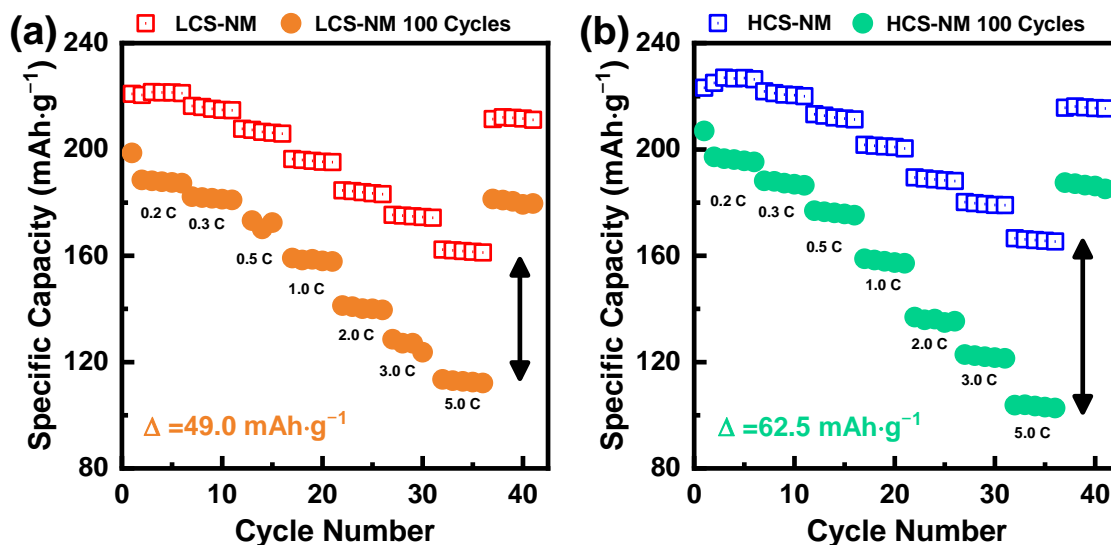 (a) LCS-NM LCS-NM 100 Cycles
240
200
160
120
80
Specific Capacity (mAh·g⁻¹)
0.2 C
0.3 C
0.5 C
1.0 C
2.0 C
3.0 C
5.0 C
Δ =49.0 mAh·g⁻¹
0 10 20 30 40
Cycle Number
(b) HCS-NM HCS-NM 100 Cycles
240
200
160
120
80
Specific Capacity (mAh·g⁻¹)
0.2 C
0.3 C
0.5 C
1.0 C
2.0 C
3.0 C
5.0 C
Δ =62.5 mAh·g⁻¹
0 10 20 30 40
Cycle Number